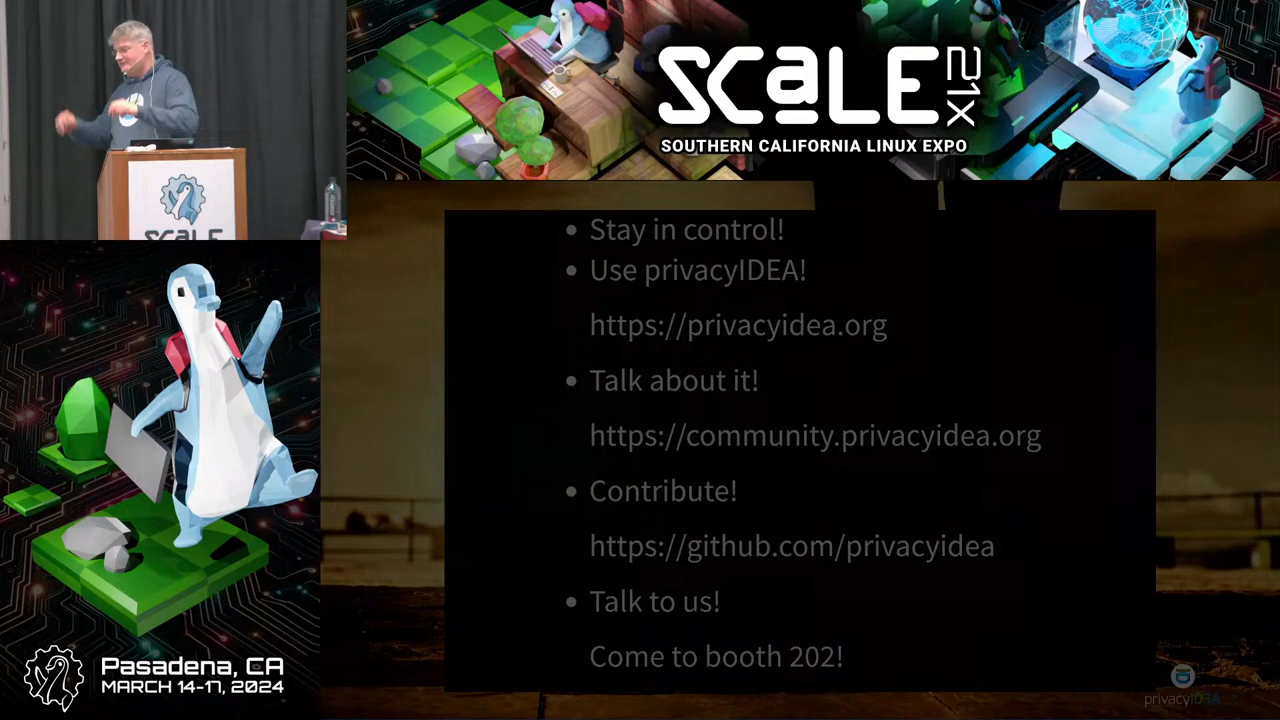 SCaLE 21X
SOUTHERN CALIFORNIA LINUX EXPO
SCaLE
• Stay in control!
• Use privacyIDEA!
https://privacyidea.org
• Talk about it!
https://community.privacyidea.org
• Contribute!
https://github.com/privacyidea
• Talk to us!
Come to booth 202!
privacyIDEA
Pasadena, CA
MARCH 14-17, 2024